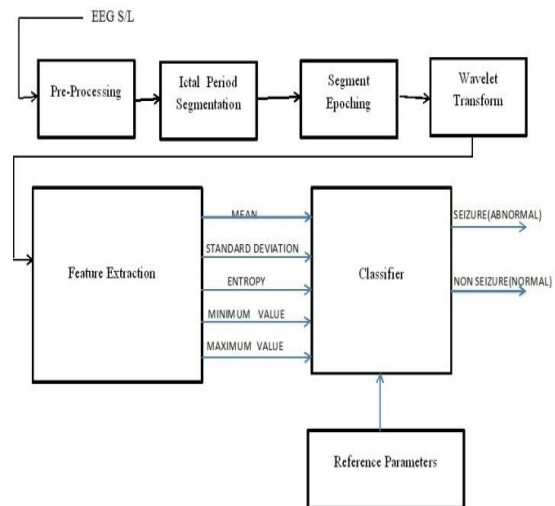 EEG S/L
Pre-Processing
Ictal Period
Segmentation
Segment
Epoching
Wavelet
Transform
Feature Extraction
MEAN
STANDARD DEVIATION
ENTROPY
MINIMUM VALUE
MAXIMUM VALUE
Classifier
SEIZURE(ABNORMAL)
NON SEIZURE(NORMAL)
Reference Parameters